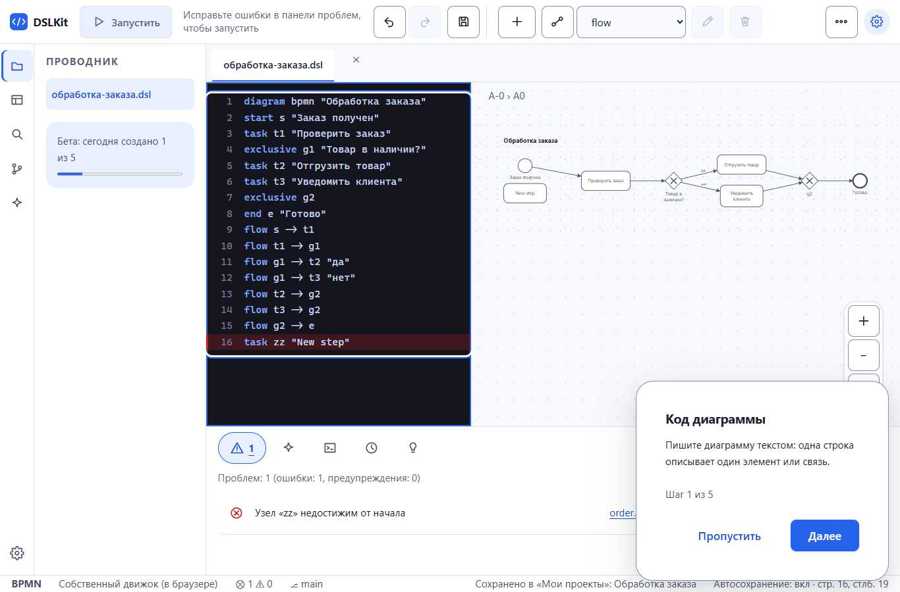 DSLKit
Запустить
Исправьте ошибки в панели проблем, чтобы запустить
flow
ПРОВОДНИК
обработка-заказа.dsl
Бета: сегодня создано 1
из 5
обработка-заказа.dsl
1 diagram bpmn "Обработка заказа"
2 start s "Заказ получен"
3 task t1 "Проверить заказ"
4 exclusive g1 "Товар в наличии?"
5 task t2 "Отгрузить товар"
6 task t3 "Уведомить клиента"
7 exclusive g2
8 end e "Готово"
9 flow s -> t1
10 flow t1 -> g1
11 flow g1 -> t2 "да"
12 flow g1 -> t3 "нет"
13 flow t2 -> g2
14 flow t3 -> g2
15 flow g2 -> e
16 task zz "New step"
A-0 › A0
Обработка заказа
Заказ получен
New step
Проверить заказ
Товар в
наличии?
да
нет
Отгрузить товар
Уведомить
клиента
g2
Готово
1
Проблем: 1 (ошибки: 1, предупреждения: 0)
Узел «zz» недостижим от начала
order.
Код диаграммы
Пишите диаграмму текстом: одна строка
описывает один элемент или связь.
Шаг 1 из 5
Пропустить
Далее
BPMN
Собственный движок (в браузере)
1
0
main
Сохранено в «Мои проекты»: Обработка заказа
Автосохранение: вкл · стр. 16, стлб. 19